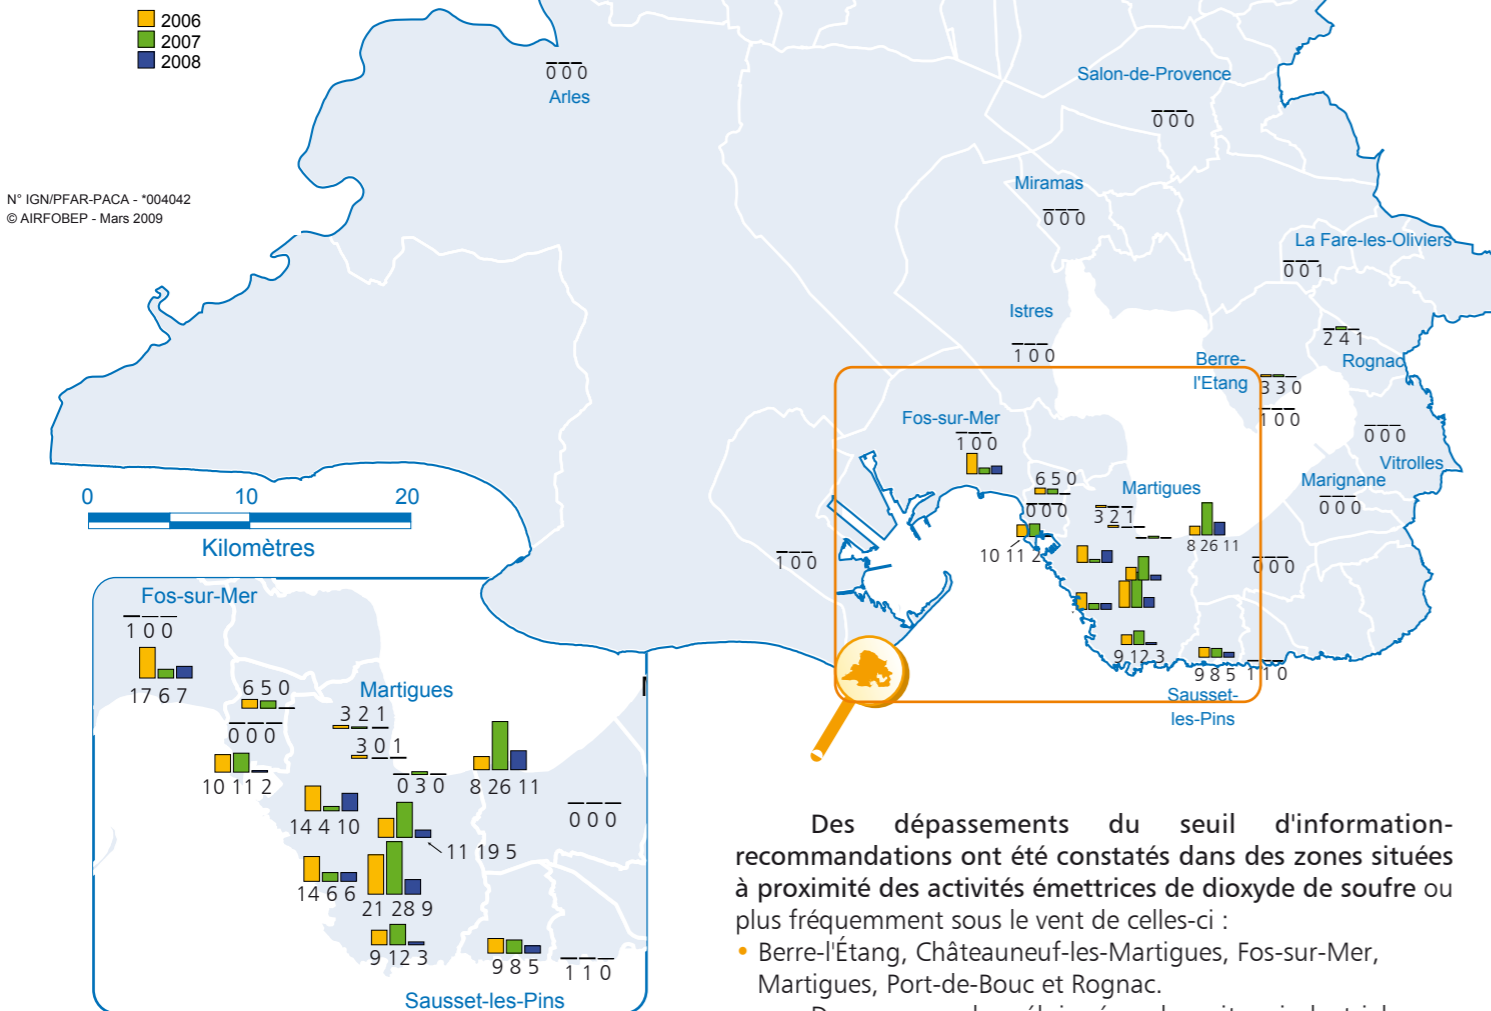 2006
2007
2008
0 0 0
Arles
Salon-de-Provence
0 0 0
N° IGN/PFAR-PACA - *004042
© AIRFOBEP - Mars 2009
Miramas
0 0 0
La Fare-les-Oliviers
0 0 1
Istres
1 0 0
2 4 1
Rognac
Berre-
l'Etang
3 3 0
1 0 0
0 0 0
Vitrolles
Fos-sur-Mer
1 0 0
6 5 0
0 0 0
10 11 2
Martigues
3 2 1
8 26 11
Marignane
0 0 0
1 0 0
0 0 0
9 12 3
9 8 5
1 1 0
Sausset-
les-Pins
0 10 20
Kilomètres
Fos-sur-Mer
1 0 0
17 6 7
6 5 0
0 0 0
10 11 2
Martigues
3 2 1
3 0 1
0 3 0
8 26 11
0 0 0
14 4 10
11 19 5
14 6 6
21 28 9
9 12 3
9 8 5
1 1 0
Sausset-les-Pins
Des dépassements du seuil d'information-
recommandations ont été constatés dans des zones situées
à proximité des activités émettrices de dioxyde de soufre ou
plus fréquemment sous le vent de celles-ci :
• Berre-l'Étang, Châteauneuf-les-Martigues, Fos-sur-Mer,
Martigues, Port-de-Bouc et Rognac.